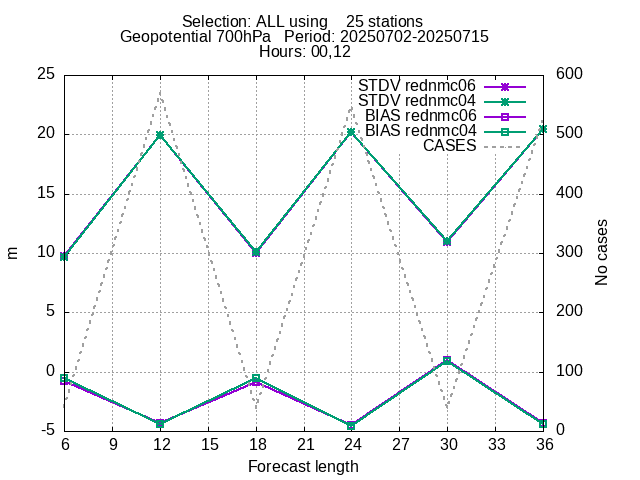 Selection: ALL using    25 stations
Geopotential 700hPa   Period: 20250702-20250715
Hours: 00,12
STDV rednmc06
STDV rednmc04
BIAS rednmc06
BIAS rednmc04
CASES
25
20
15
10
5
0
-5
m
600
500
400
300
200
100
0
No cases
6 9 12 15 18 21 24 27 30 33 36
Forecast length